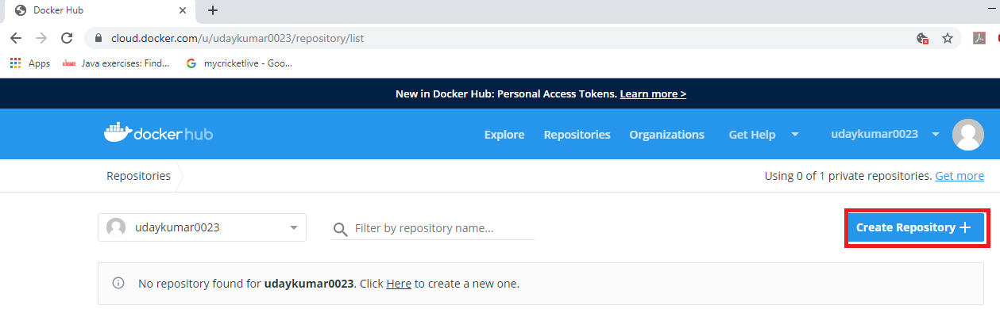 Docker Hub
cloud.docker.com/u/udaykumar0023/repository/list
Apps Java exercises: Find... mycricketlive - Goo...
New in Docker Hub: Personal Access Tokens. Learn more >
dockerhub Explore Repositories Organizations Get Help udaykumar0023
Repositories Using 0 of 1 private repositories. Get more
udaykumar0023 Filter by repository name... Create Repository +
No repository found for udaykumar0023. Click Here to create a new one.